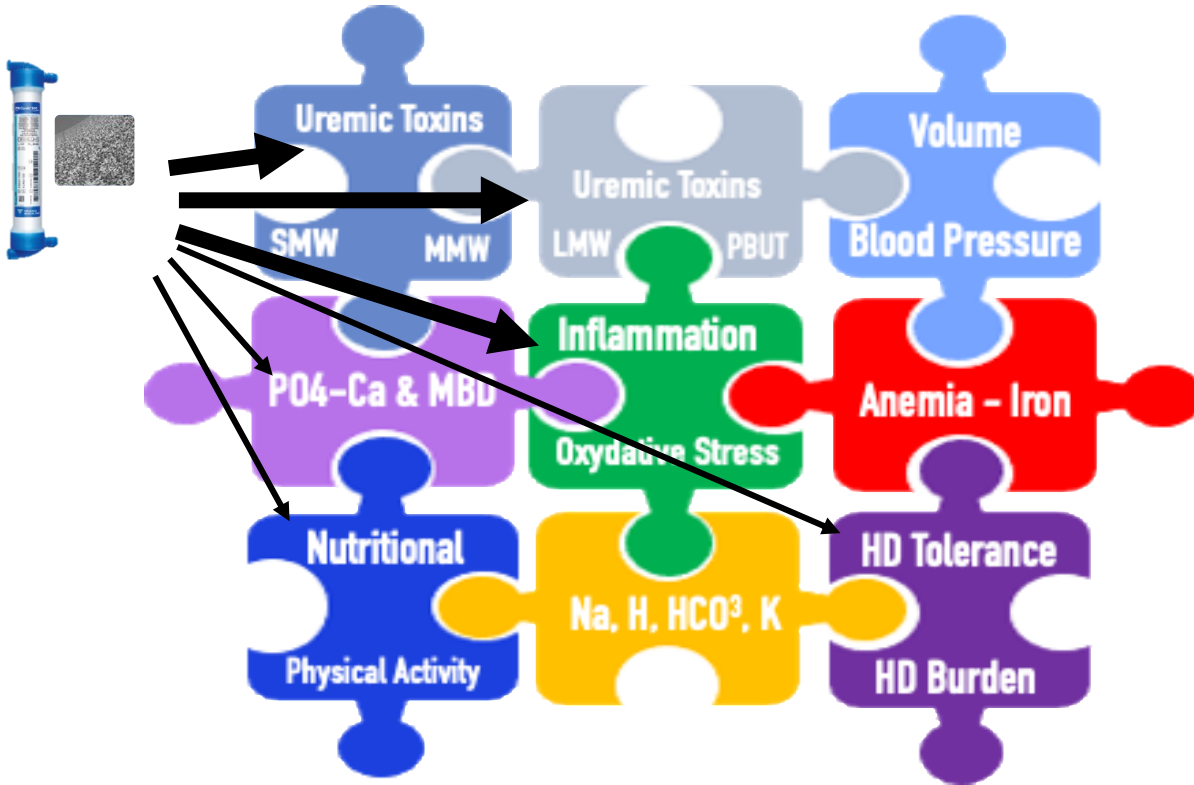 Uremic Toxins
SMW
MMW
Uremic Toxins
LMW
PBUT
Volume
Blood Pressure
PO4-Ca & MBD
Inflammation
Oxydative Stress
Anemia - Iron
Nutritional
Physical Activity
Na, H, HCO³, K
HD Tolerance
HD Burden